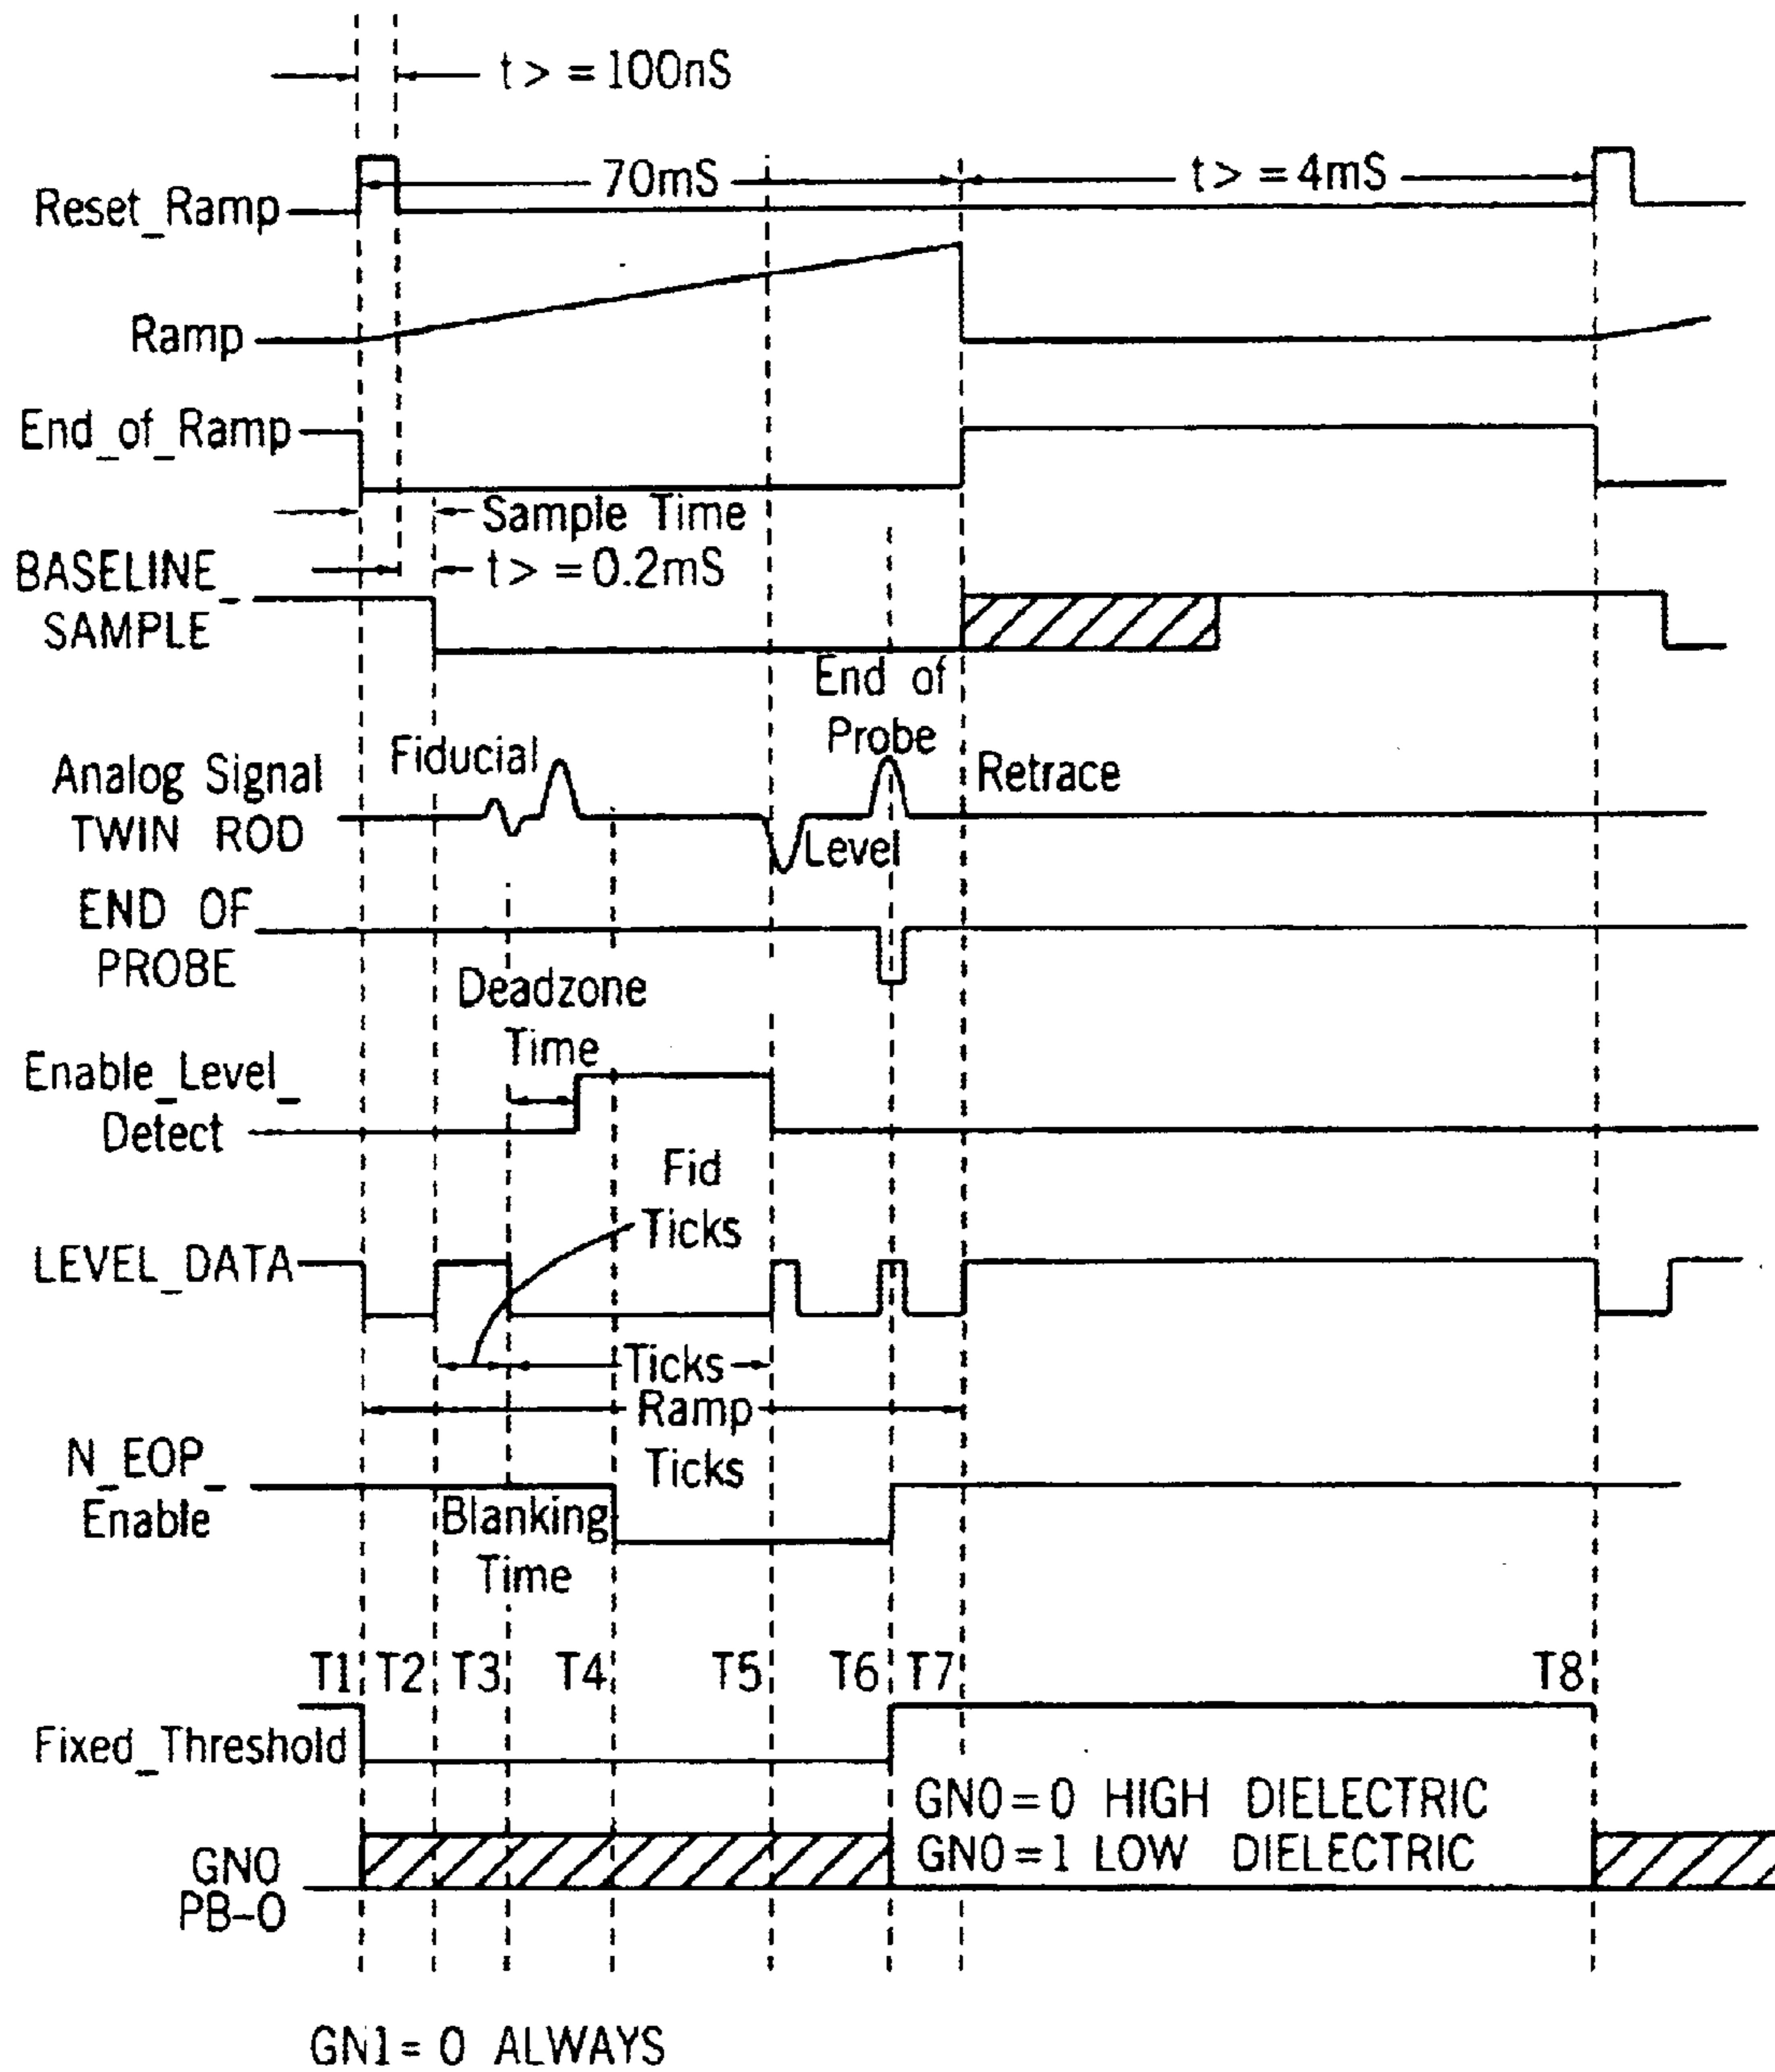 t > = 100nS
70mS
t > = 4mS
Reset_Ramp
Ramp
End_of_Ramp
Sample Time
t > = 0.2mS
BASELINE_
SAMPLE
End of
Probe
Fiducial
Analog Signal
TWIN ROD
Retrace
Level
END OF
PROBE
Deadzone
Time
Enable_Level_
Detect
Fid
Ticks
LEVEL_DATA
Ticks
Ramp
Ticks
N_EOP_
Enable
Blanking
Time
T1 T2 T3 T4 T5 T6 T7 T8
Fixed_Threshold
GN0 = 0 HIGH DIELECTRIC
GN0 = 1 LOW DIELECTRIC
GN0
PB-0
GN1 = 0 ALWAYS